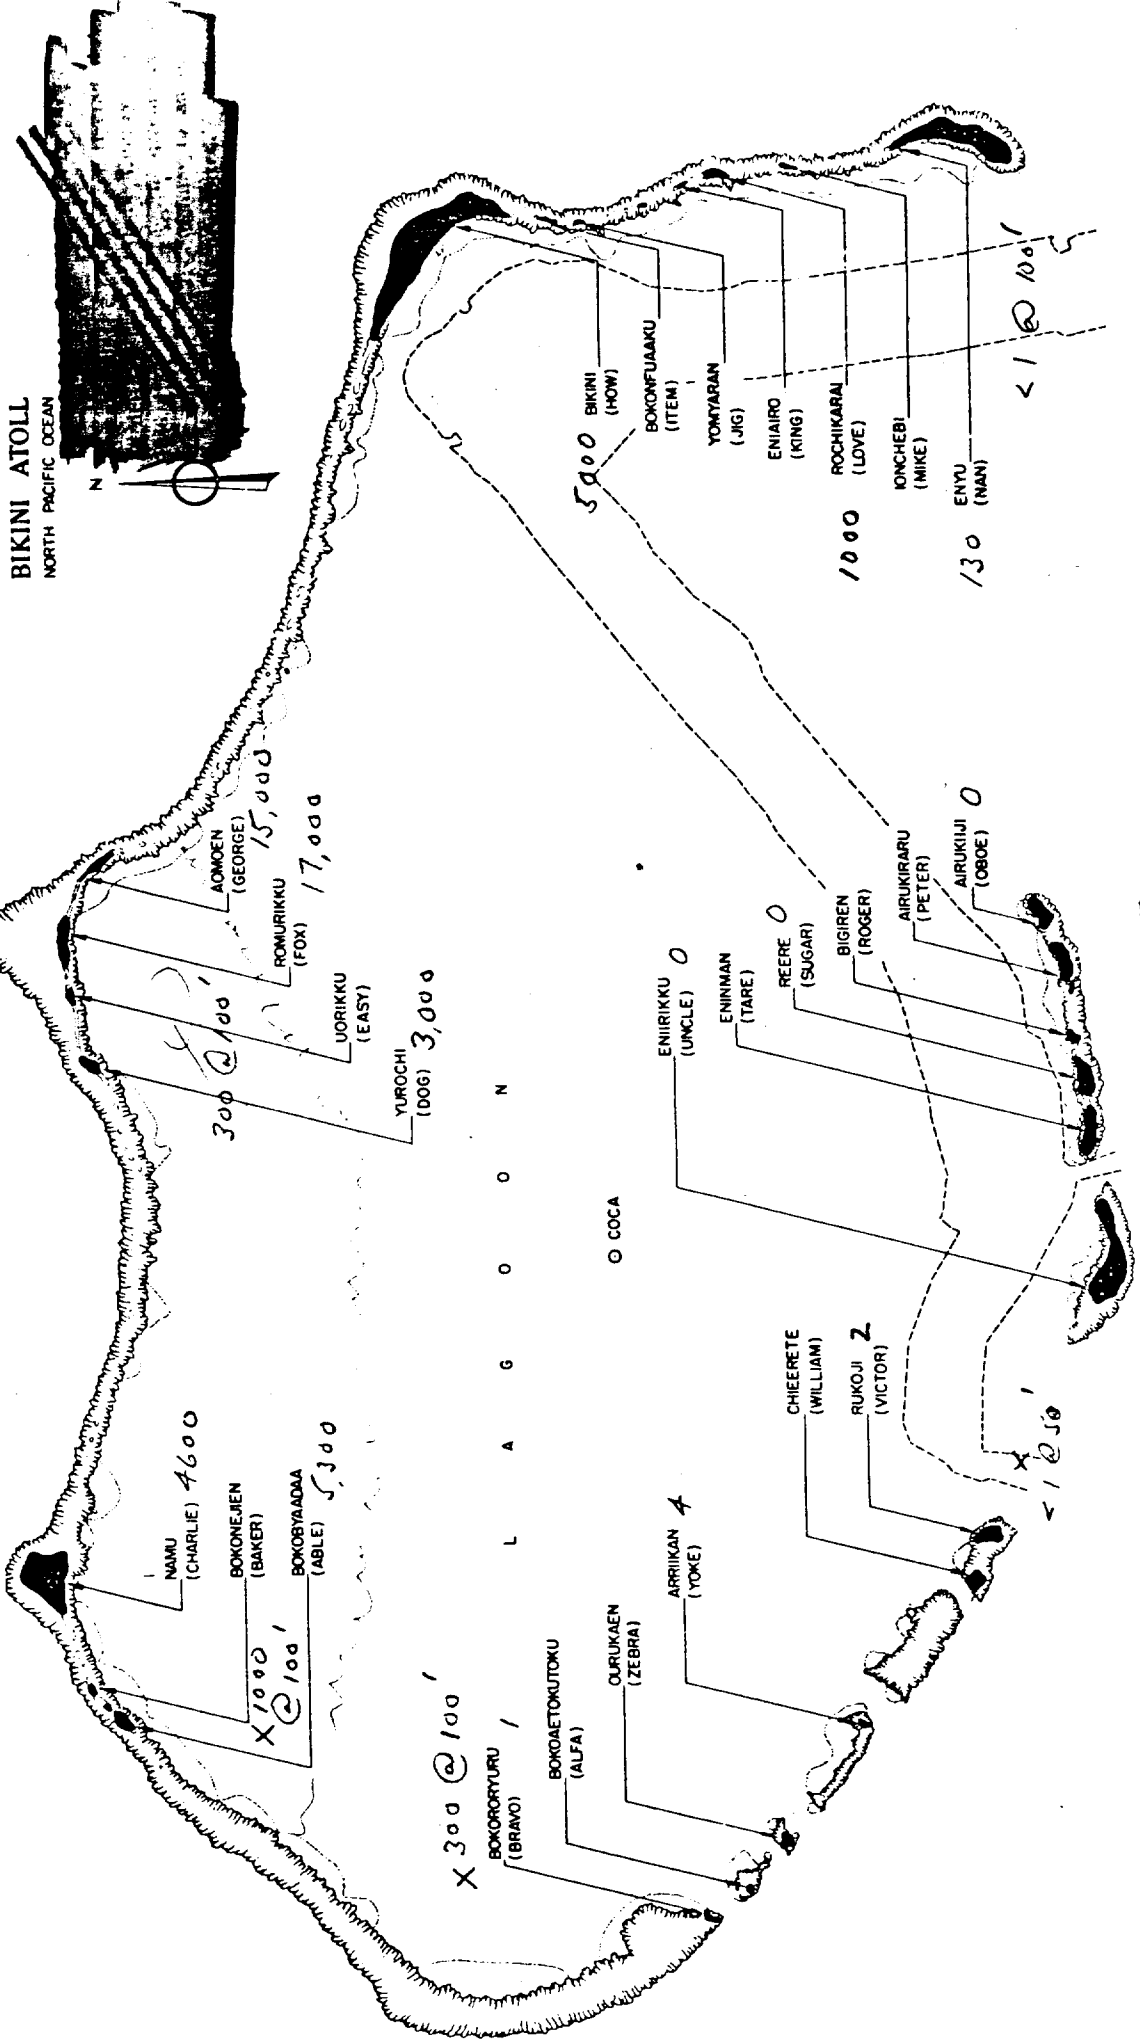 BIKINI ATOLL
NORTH PACIFIC OCEAN
N
NAMU
(CHARLIE) 4600
BOKONEJIEN
(BAKER)
X 1000
@ 100'
BOKOBYAADAA
(ABLE) 5,300
YUROCHI
(DOG) 3,000
300 @ 100'
UORIKKU
(EASY)
ROMURIKKU
(FOX) 17,000
AOMOEN
(GEORGE) 15,000
5000 BIKINI
(HOW)
BOKONFUAAKU
(ITEM)
YOMYARAN
(JIG)
ENIAIRO
(KING)
1000 ROCHIKARAI
(LOVE)
IONCHEBI
(MIKE)
130 ENYU
(NAN)
< 1 @ 100'
L A G O O N
COCA
X 300 @ 100'
BOKORORYURU 1
(BRAVO)
BOKOAETOKUTOKU
(ALFA)
OURUKAEN
(ZEBRA)
ARRIIKAN 4
(YOKE)
CHIEERETE
(WILLIAM)
RUKOJI 2
(VICTOR)
X
< 1 @ 50'
ENIIRIKKU
(UNCLE) 0
ENINMAN
(TARE)
REERE 0
(SUGAR)
BIGIREN
(ROGER)
AIRUKIRARU
(PETER)
AIRUKIIJI
(OBOE) 0